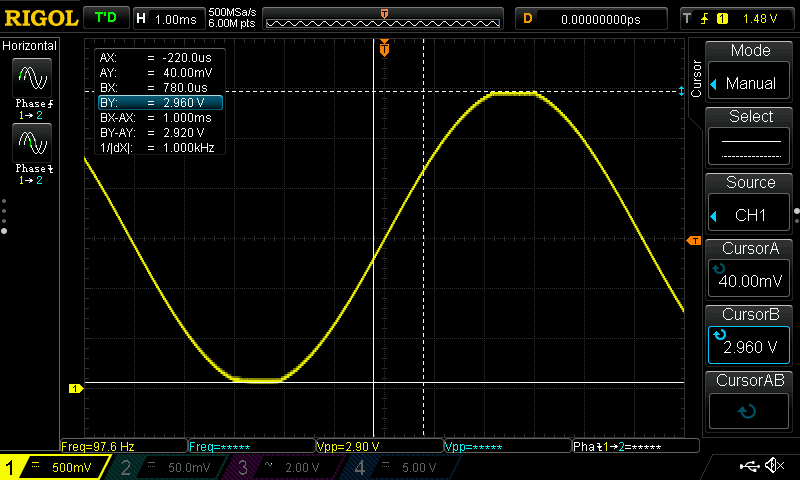 RIGOL T'D H 1.00ms 500MSa/s 6.00M pts T D 0.00000000ps T 1 1.48 V
Horizontal
Phase
1→2
Phase
1→2
T
AX: = -220.0us
AY: = 40.00mV
BX: = 780.0us
BY: = 2.960 V
BX-AX: = 1.000ms
BY-AY: = 2.920 V
1/|dX|: = 1.000kHz
1
T
Cursor
Mode
Manual
Select
Source
CH1
CursorA
40.00mV
CursorB
2.960 V
CursorAB
Freq=97.6 Hz Freq=***** Vpp=2.90 V Vpp=***** Pha1→2=*****
1 500mV 2 50.0mV 3 ~ 2.00 V 4 5.00 V